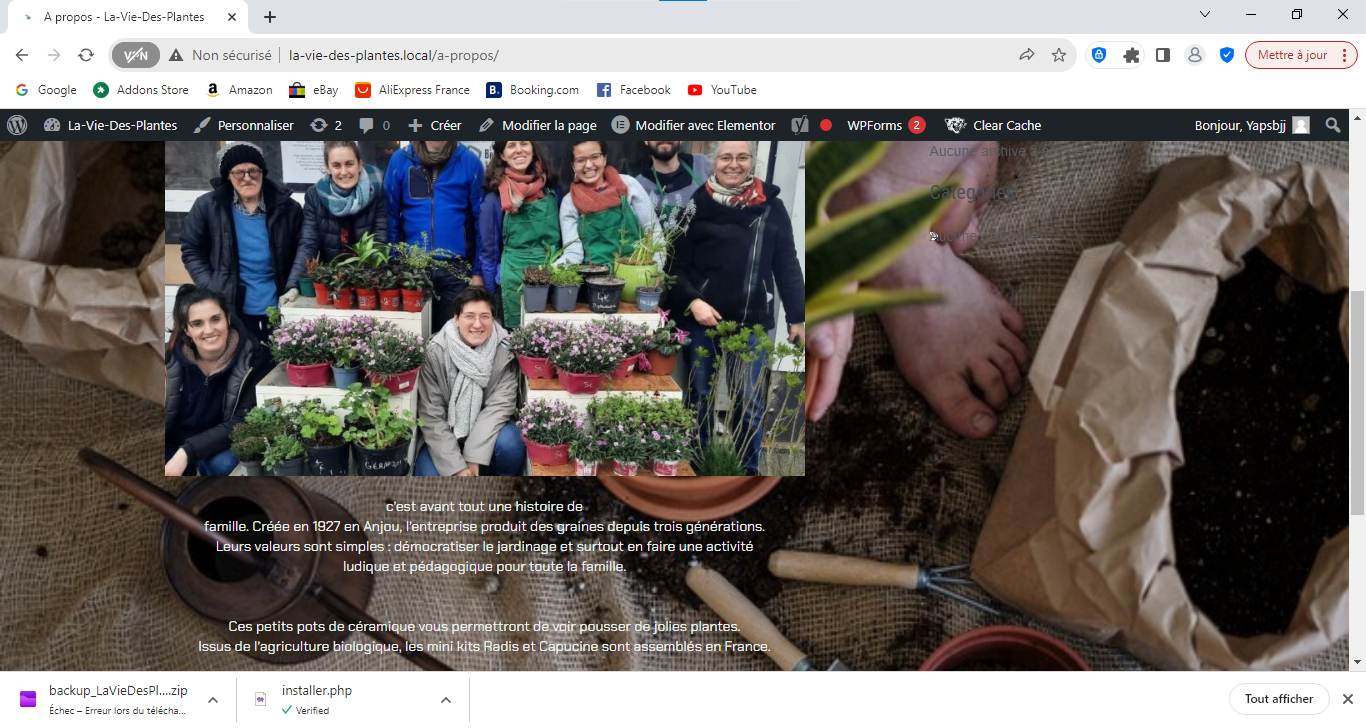 A propos - La-Vie-Des-Plantes
VPN
Non sécurisé
la-vie-des-plantes.local/a-propos/
Mettre à jour
Google
Addons Store
Amazon
eBay
AliExpress France
Booking.com
Facebook
YouTube
La-Vie-Des-Plantes
Personnaliser
2
0
Créer
Modifier la page
Modifier avec Elementor
WPForms 2
Clear Cache
Bonjour, Yapsbjj
Aucune archive
c'est avant tout une histoire de
famille. Créée en 1927 en Anjou, l'entreprise produit des graines depuis trois générations.
Leurs valeurs sont simples : démocratiser le jardinage et surtout en faire une activité
ludique et pédagogique pour toute la famille.
Ces petits pots de céramique vous permettront de voir pousser de jolies plantes.
Issus de l'agriculture biologique, les mini kits Radis et Capucine sont assemblés en France.
backup_LaVieDesPl....zip
Échec – Erreur lors du télécha...
installer.php
Verified
Tout afficher